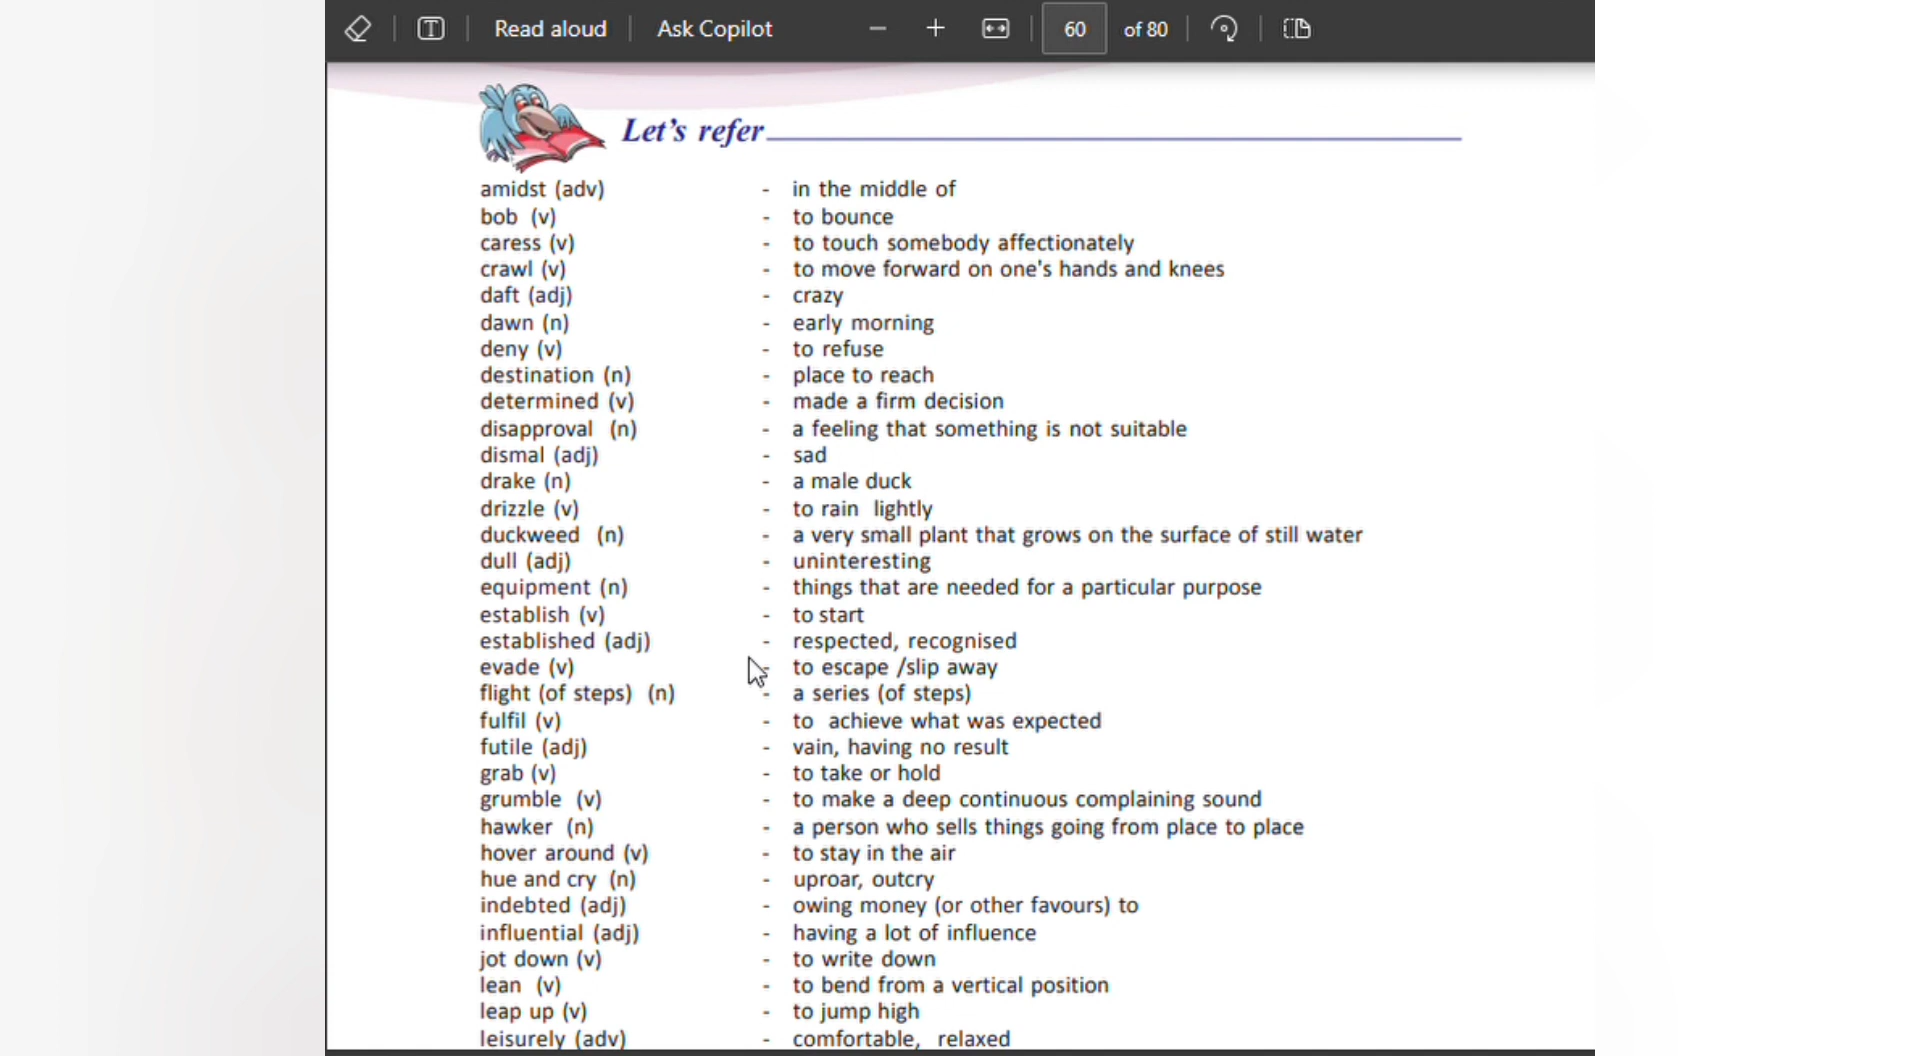 Read aloud
Ask Copilot
60 of 80
Let's refer
amidst (adv) - in the middle of
bob (v) - to bounce
caress (v) - to touch somebody affectionately
crawl (v) - to move forward on one's hands and knees
daft (adj) - crazy
dawn (n) - early morning
deny (v) - to refuse
destination (n) - place to reach
determined (v) - made a firm decision
disapproval (n) - a feeling that something is not suitable
dismal (adj) - sad
drake (n) - a male duck
drizzle (v) - to rain lightly
duckweed (n) - a very small plant that grows on the surface of still water
dull (adj) - uninteresting
equipment (n) - things that are needed for a particular purpose
establish (v) - to start
established (adj) - respected, recognised
evade (v) - to escape /slip away
flight (of steps) (n) - a series (of steps)
fulfil (v) - to achieve what was expected
futile (adj) - vain, having no result
grab (v) - to take or hold
grumble (v) - to make a deep continuous complaining sound
hawker (n) - a person who sells things going from place to place
hover around (v) - to stay in the air
hue and cry (n) - uproar, outcry
indebted (adj) - owing money (or other favours) to
influential (adj) - having a lot of influence
jot down (v) - to write down
lean (v) - to bend from a vertical position
leap up (v) - to jump high
leisurely (adv) - comfortable, relaxed